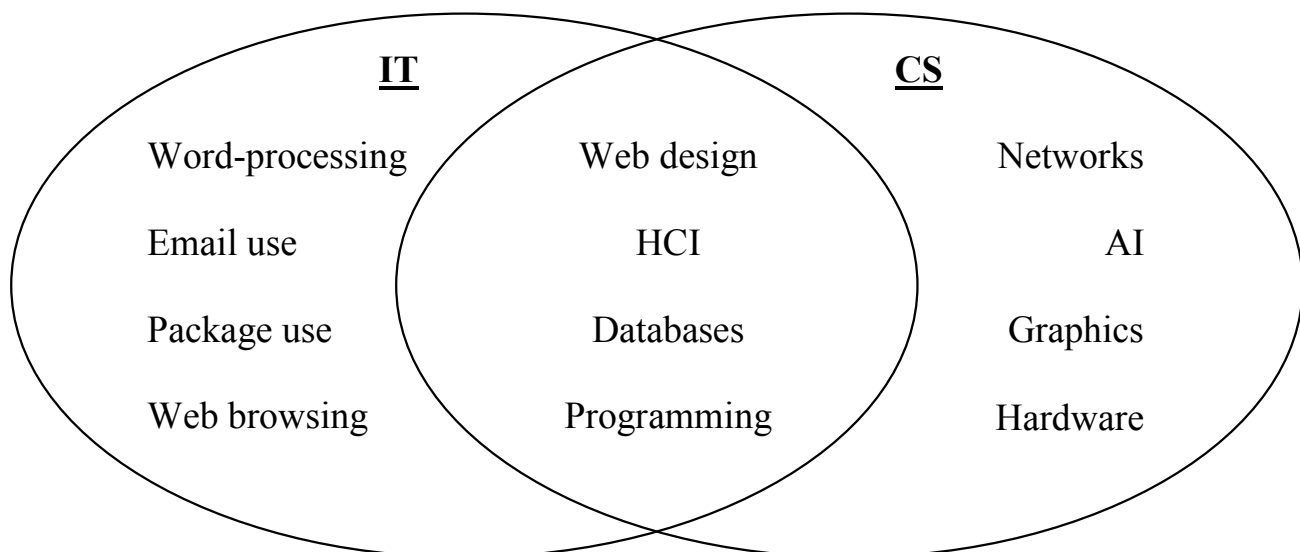 IT CS
Word-processing Web design Networks
Email use HCI AI
Package use Databases Graphics
Web browsing Programming Hardware